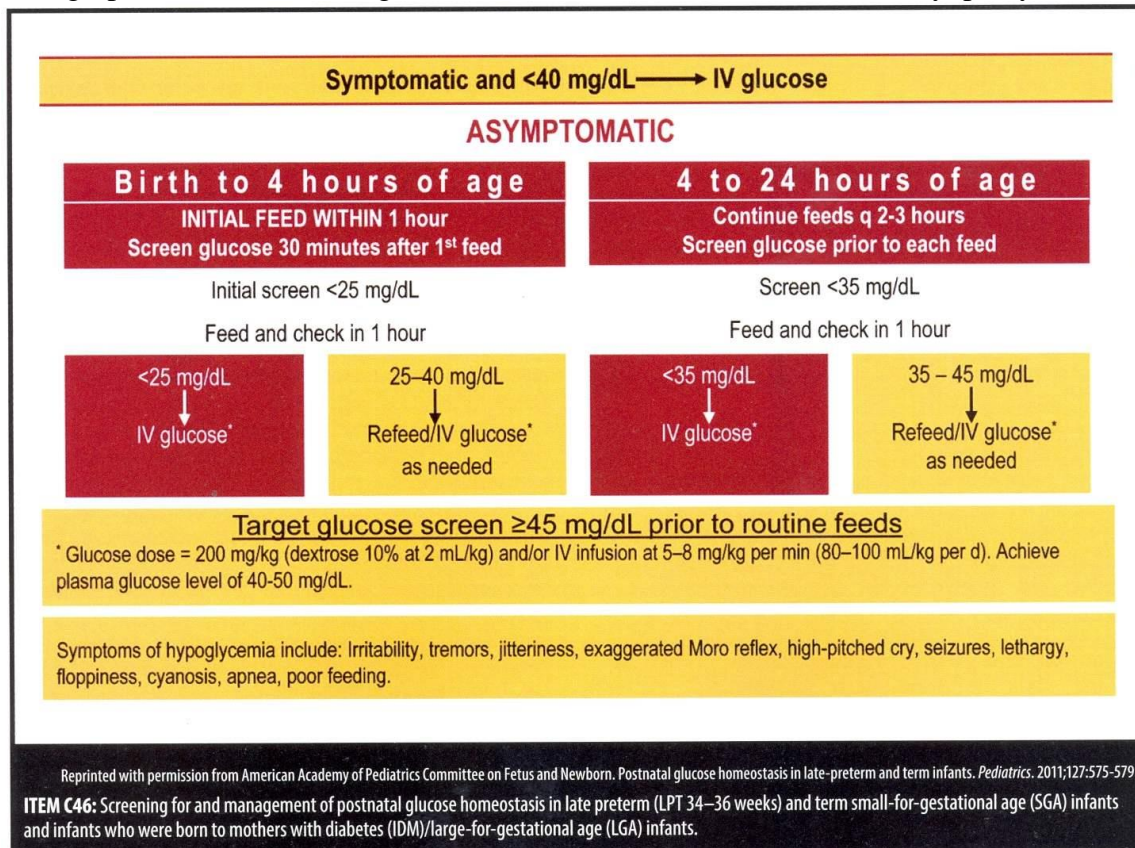 Symptomatic and <40 mg/dL → IV glucose
ASYMPTOMATIC
Birth to 4 hours of age
INITIAL FEED WITHIN 1 hour
Screen glucose 30 minutes after 1st feed
Initial screen <25 mg/dL
Feed and check in 1 hour
<25 mg/dL
IV glucose*
25–40 mg/dL
Refeed/IV glucose*
as needed
4 to 24 hours of age
Continue feeds q 2-3 hours
Screen glucose prior to each feed
Screen <35 mg/dL
Feed and check in 1 hour
<35 mg/dL
IV glucose*
35 – 45 mg/dL
Refeed/IV glucose*
as needed
Target glucose screen ≥45 mg/dL prior to routine feeds
* Glucose dose = 200 mg/kg (dextrose 10% at 2 mL/kg) and/or IV infusion at 5–8 mg/kg per min (80–100 mL/kg per d). Achieve
plasma glucose level of 40-50 mg/dL.
Symptoms of hypoglycemia include: Irritability, tremors, jitteriness, exaggerated Moro reflex, high-pitched cry, seizures, lethargy,
floppiness, cyanosis, apnea, poor feeding.
Reprinted with permission from American Academy of Pediatrics Committee on Fetus and Newborn. Postnatal glucose homeostasis in late-preterm and term infants. Pediatrics. 2011;127:575-579
ITEM C46: Screening for and management of postnatal glucose homeostasis in late preterm (LPT 34–36 weeks) and term small-for-gestational age (SGA) infants
and infants who were born to mothers with diabetes (IDM)/large-for-gestational age (LGA) infants.